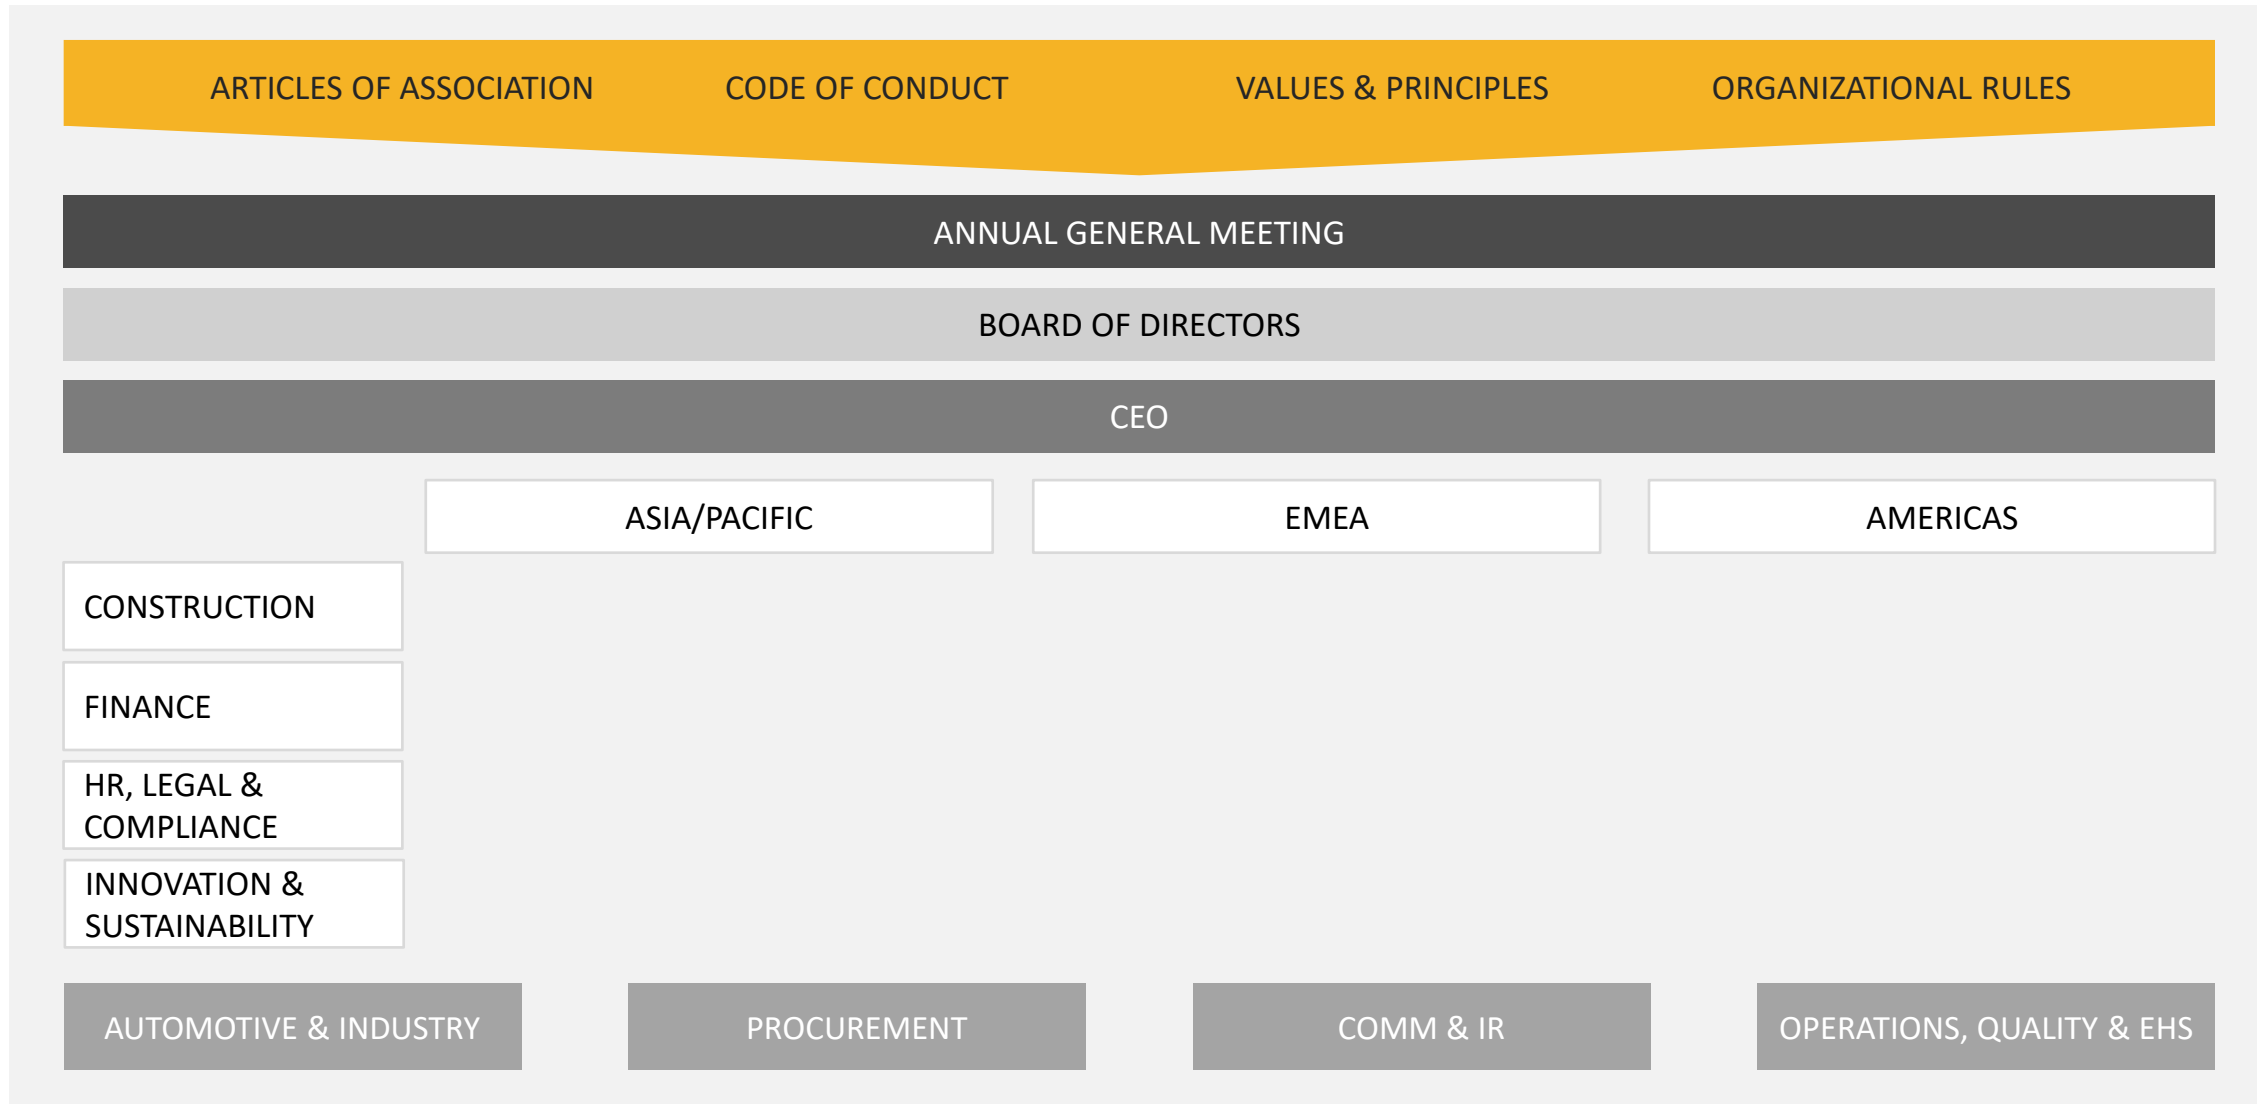 ARTICLES OF ASSOCIATION CODE OF CONDUCT VALUES & PRINCIPLES ORGANIZATIONAL RULES
ANNUAL GENERAL MEETING
BOARD OF DIRECTORS
CEO
ASIA/PACIFIC EMEA AMERICAS
CONSTRUCTION
FINANCE
HR, LEGAL &
COMPLIANCE
INNOVATION &
SUSTAINABILITY
AUTOMOTIVE & INDUSTRY PROCUREMENT COMM & IR OPERATIONS, QUALITY & EHS